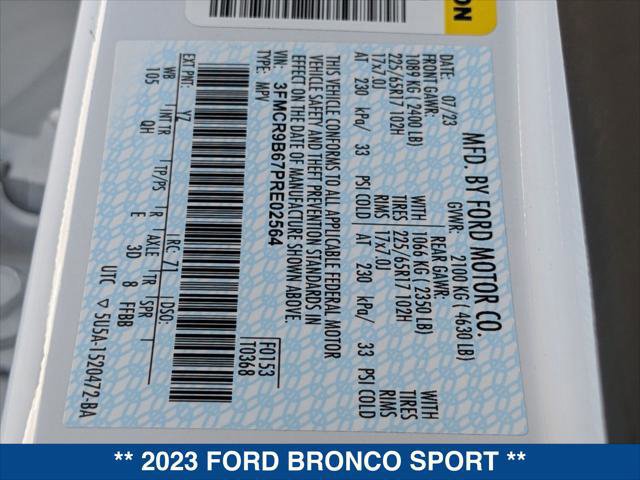 ON
MFD. BY FORD MOTOR CO.
DATE: 07/23 GVWR: 2100 KG ( 4630 LB)
FRONT GAWR: REAR GAWR:
1089 KG ( 2400 LB) WITH 1066 KG ( 2350 LB) WITH
225/65R17 102H TIRES 225/65R17 102H TIRES
17x7.0J RIMS 17x7.0J RIMS
AT 230 kPa/ 33 PSI COLD AT 230 kPa/ 33 PSI COLD
THIS VEHICLE CONFORMS TO ALL APPLICABLE FEDERAL MOTOR
VEHICLE SAFETY AND THEFT PREVENTION STANDARDS IN
EFFECT ON THE DATE OF MANUFACTURE SHOWN ABOVE.
VIN: 3FMCR9B67PRE02564
TYPE: MPV
F0153
T0368
EXT PNT: YZ RC: 71 DSO:
WB INTTR TP/PS R AXLE TR SPR
105 QH E 3D 8 FFBB
UTC ▽ 5U5A-1520472-BA
** 2023 FORD BRONCO SPORT **